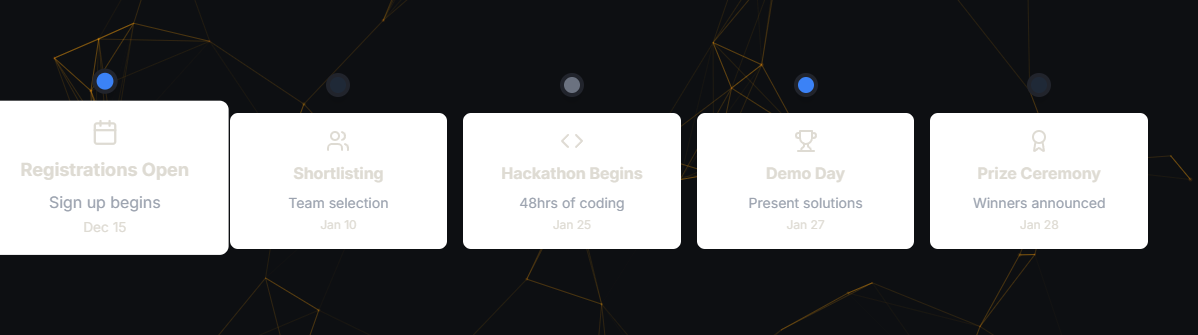 Registrations Open
Sign up begins
Dec 15
Shortlisting
Team selection
Jan 10
Hackathon Begins
48hrs of coding
Jan 25
Demo Day
Present solutions
Jan 27
Prize Ceremony
Winners announced
Jan 28